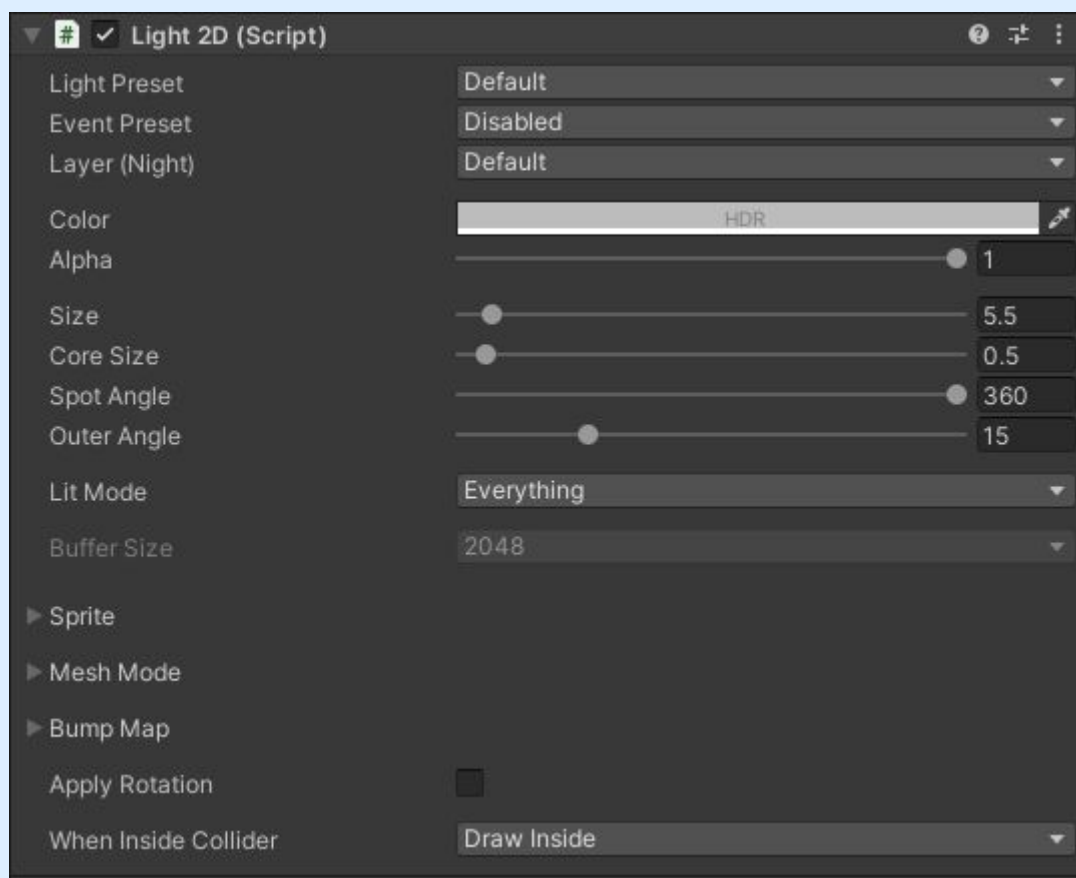 # Light 2D (Script)
Light Preset Default
Event Preset Disabled
Layer (Night) Default
Color HDR
Alpha 1
Size 5.5
Core Size 0.5
Spot Angle 360
Outer Angle 15
Lit Mode Everything
Buffer Size 2048
Sprite
Mesh Mode
Bump Map
Apply Rotation
When Inside Collider Draw Inside